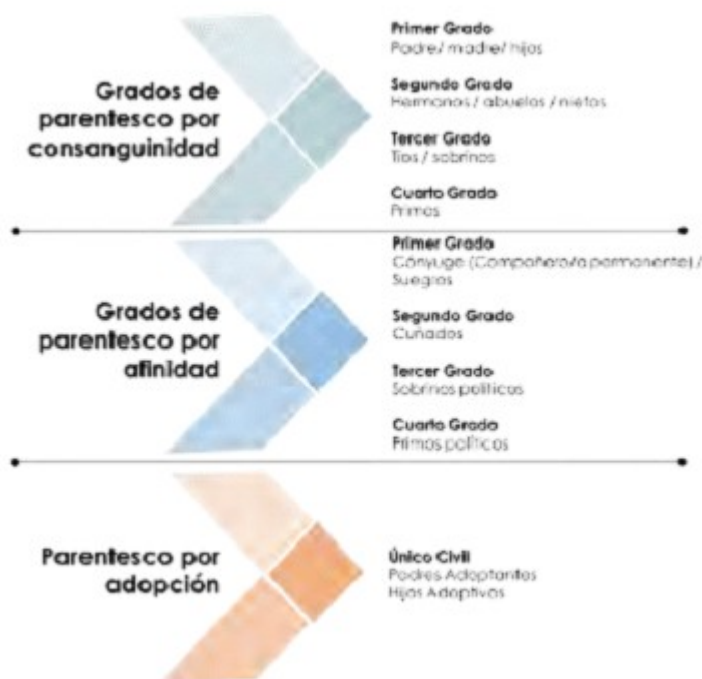 Grados de
parentesco por
consanguinidad
Primer Grado
Padre/ madre/ hijos
Segundo Grado
Hermanos / abuelos / nietos
Tercer Grado
Tíos / sobrinos
Cuarto Grado
Primos
Grados de
parentesco por
afinidad
Primer Grado
Cónyuge (Compañero/a permanente) /
Suegros
Segundo Grado
Cuñados
Tercer Grado
Sobrinos políticos
Cuarto Grado
Primos políticos
Parentesco por
adopción
Único Civil
Padres Adoptantes
Hijos Adoptivos